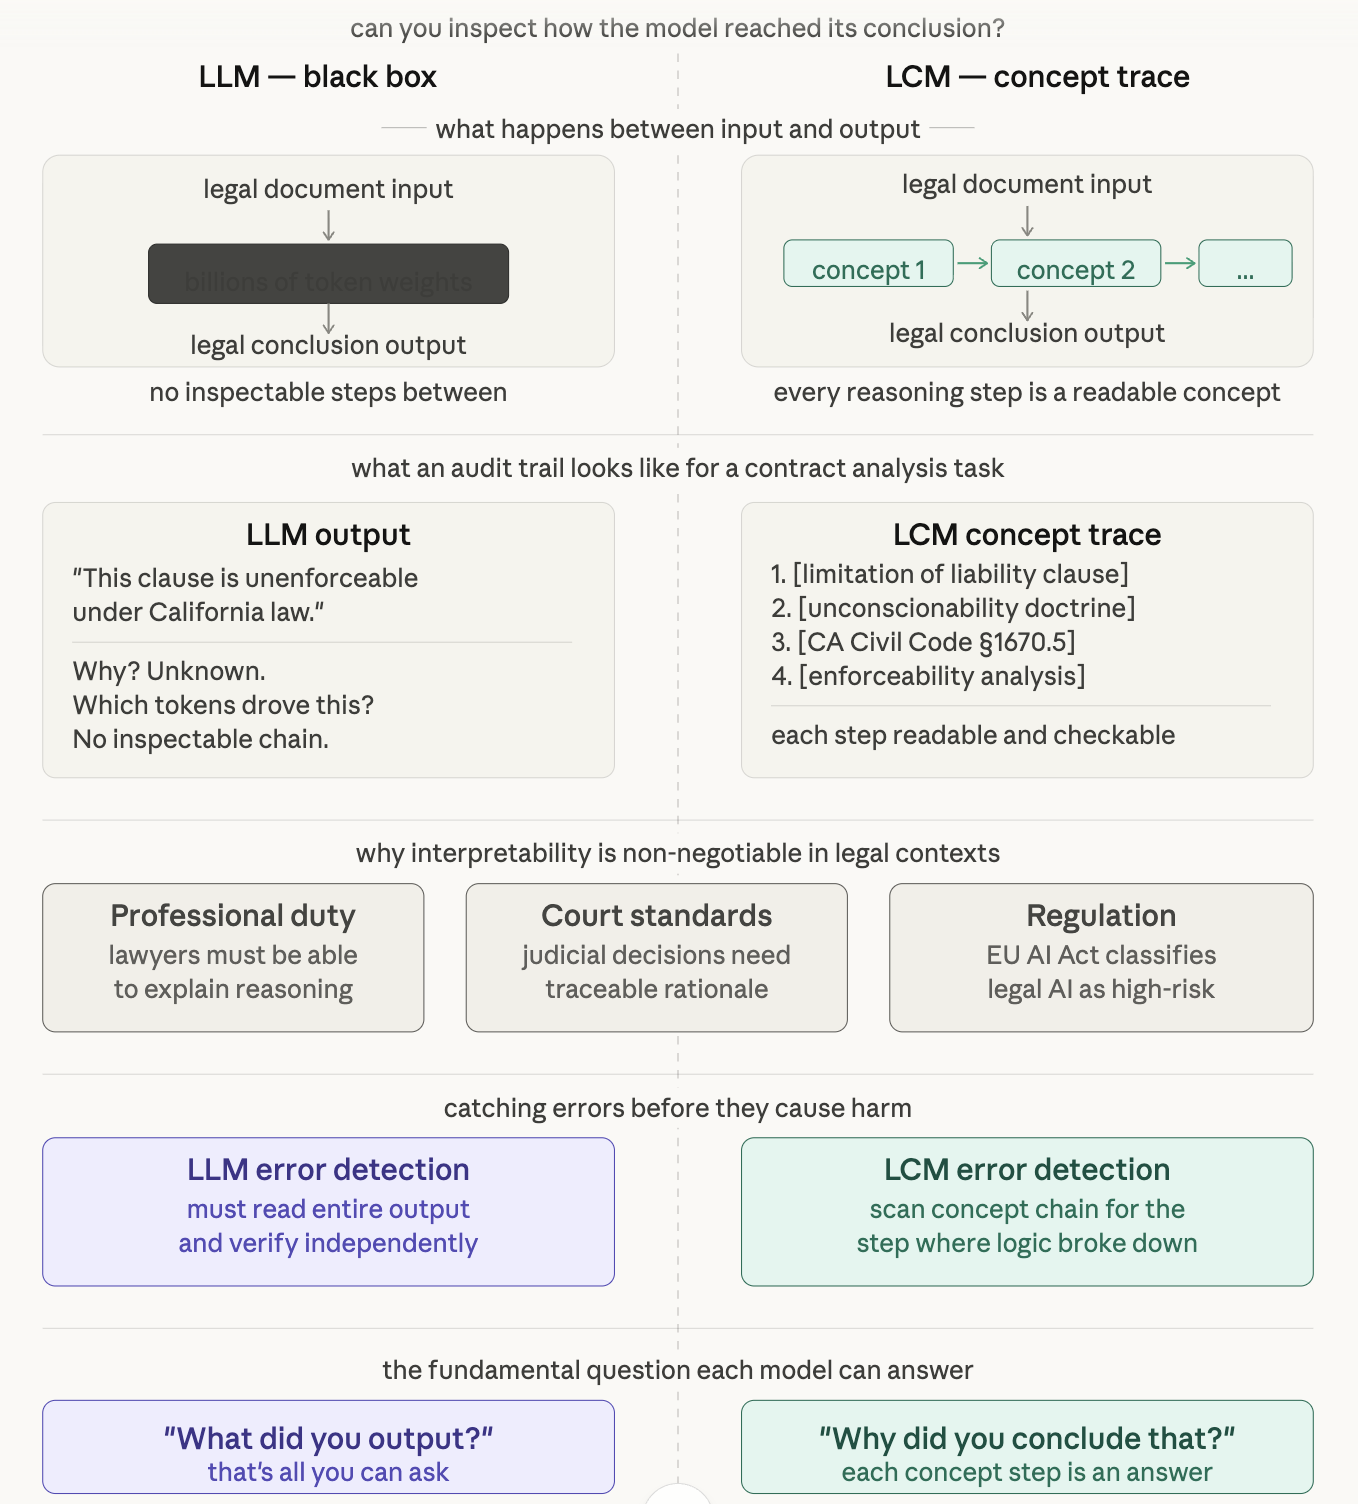 can you inspect how the model reached its conclusion?
LLM — black box
LCM — concept trace
what happens between input and output
legal document input
billions of token weights
legal conclusion output
no inspectable steps between
legal document input
concept 1
concept 2
...
legal conclusion output
every reasoning step is a readable concept
what an audit trail looks like for a contract analysis task
LLM output
"This clause is unenforceable
under California law."
Why? Unknown.
Which tokens drove this?
No inspectable chain.
LCM concept trace
1. [limitation of liability clause]
2. [unconscionability doctrine]
3. [CA Civil Code §1670.5]
4. [enforceability analysis]
each step readable and checkable
why interpretability is non-negotiable in legal contexts
Professional duty
lawyers must be able
to explain reasoning
Court standards
judicial decisions need
traceable rationale
Regulation
EU AI Act classifies
legal AI as high-risk
catching errors before they cause harm
LLM error detection
must read entire output
and verify independently
LCM error detection
scan concept chain for the
step where logic broke down
the fundamental question each model can answer
"What did you output?"
that's all you can ask
"Why did you conclude that?"
each concept step is an answer